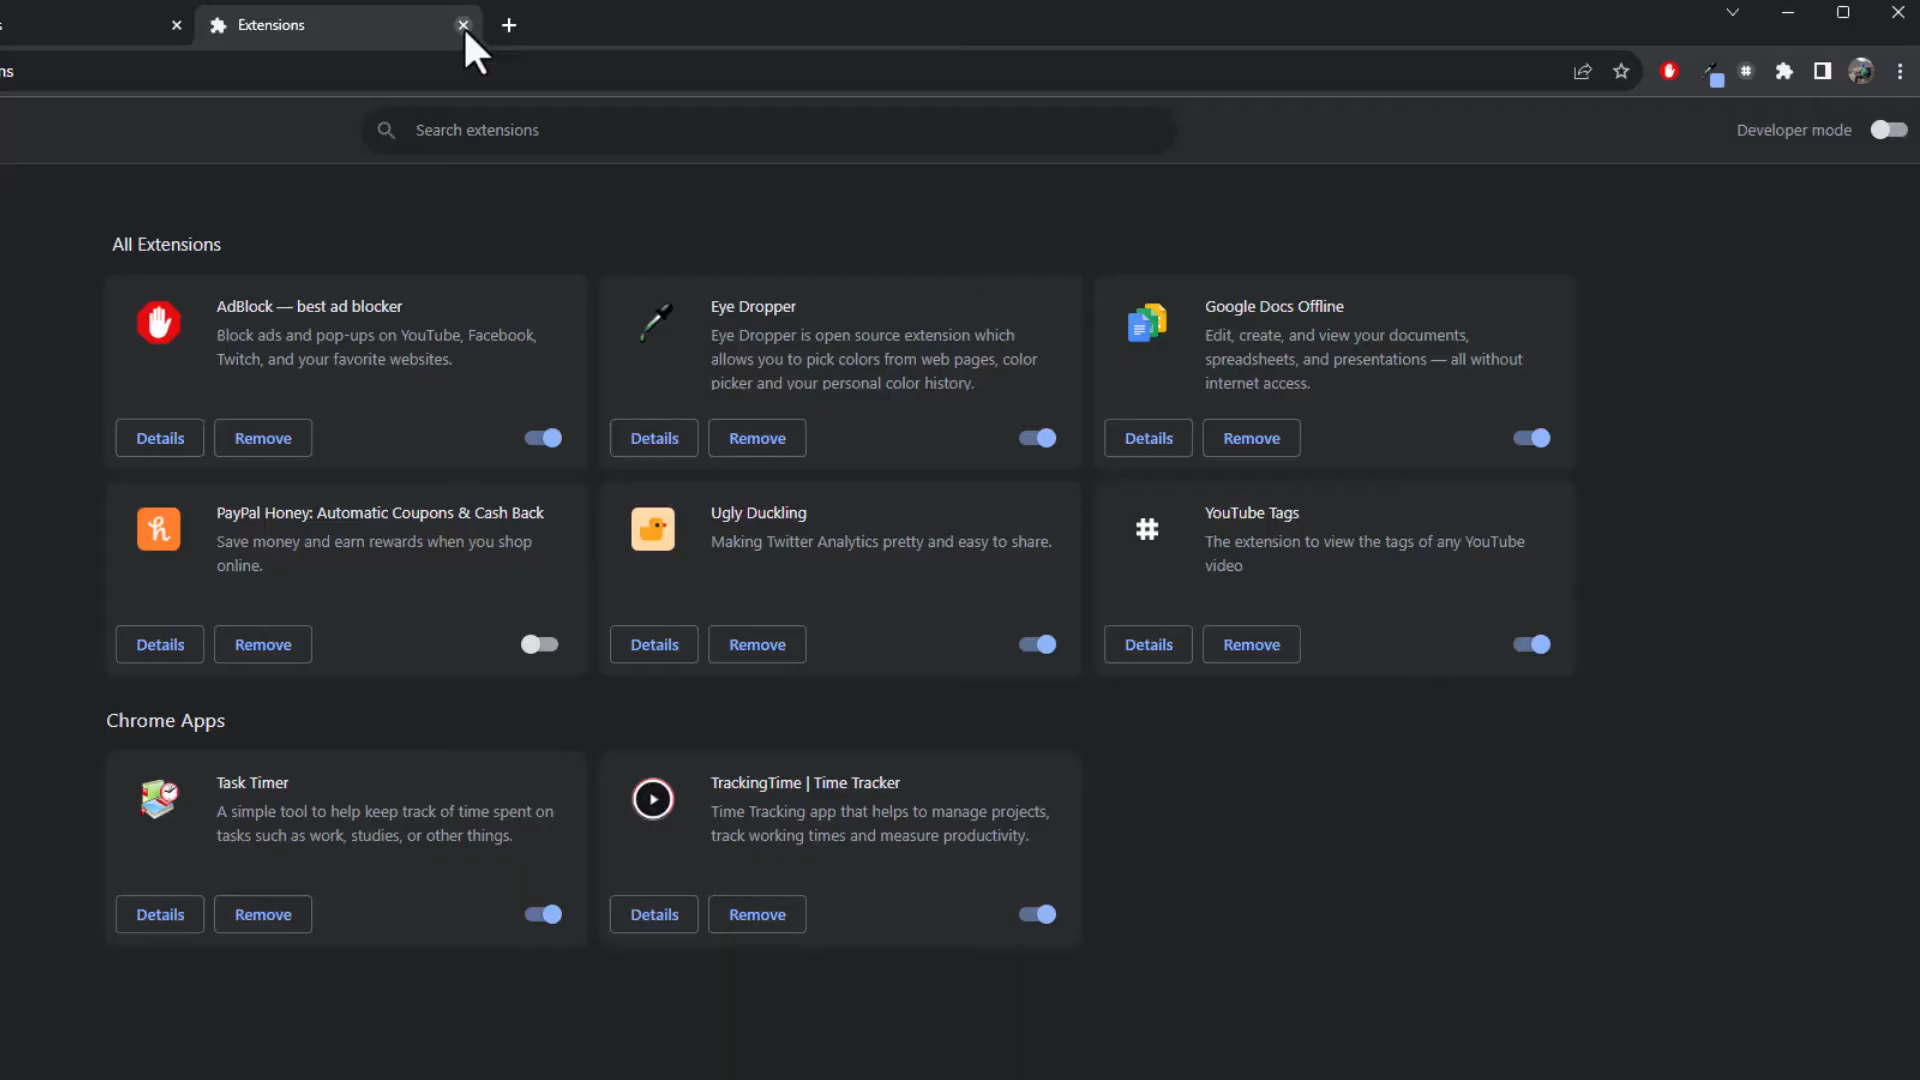 s
Extensions
ns
Search extensions
Developer mode
All Extensions
AdBlock — best ad blocker
Block ads and pop-ups on YouTube, Facebook,
Twitch, and your favorite websites.
Details
Remove
Eye Dropper
Eye Dropper is open source extension which
allows you to pick colors from web pages, color
picker and your personal color history.
Details
Remove
Google Docs Offline
Edit, create, and view your documents,
spreadsheets, and presentations — all without
internet access.
Details
Remove
PayPal Honey: Automatic Coupons & Cash Back
Save money and earn rewards when you shop
online.
Details
Remove
Ugly Duckling
Making Twitter Analytics pretty and easy to share.
Details
Remove
YouTube Tags
The extension to view the tags of any YouTube
video
Details
Remove
Chrome Apps
Task Timer
A simple tool to help keep track of time spent on
tasks such as work, studies, or other things.
Details
Remove
TrackingTime | Time Tracker
Time Tracking app that helps to manage projects,
track working times and measure productivity.
Details
Remove